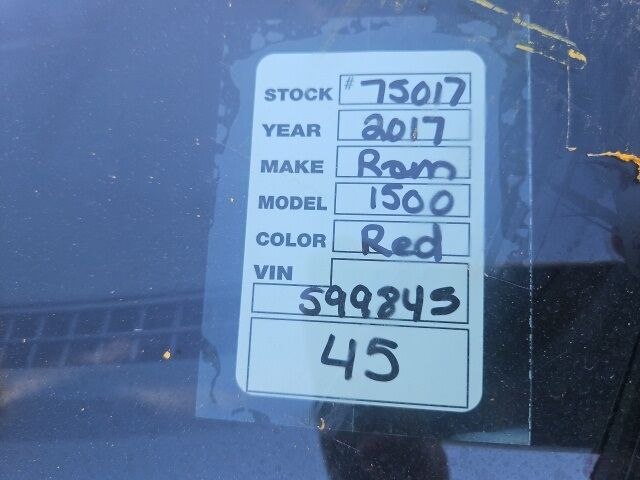 STOCK #75017
YEAR 2017
MAKE Ram
MODEL 1500
COLOR Red
VIN
599845
45